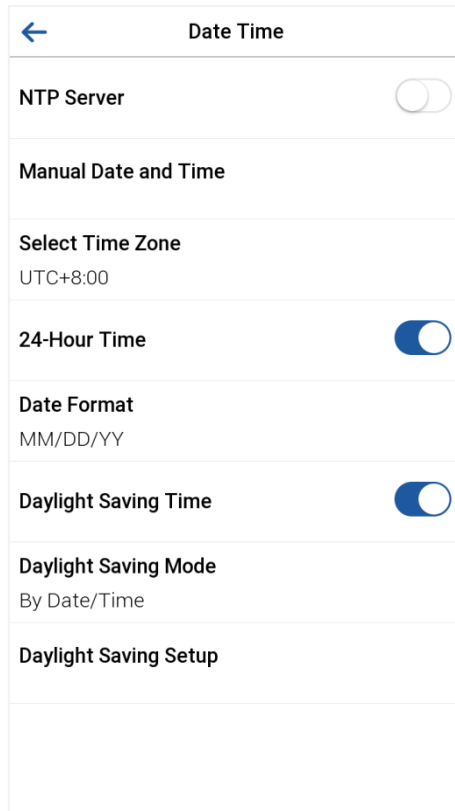 Date Time
NTP Server
Manual Date and Time
Select Time Zone
UTC+8:00
24-Hour Time
Date Format
MM/DD/YY
Daylight Saving Time
Daylight Saving Mode
By Date/Time
Daylight Saving Setup